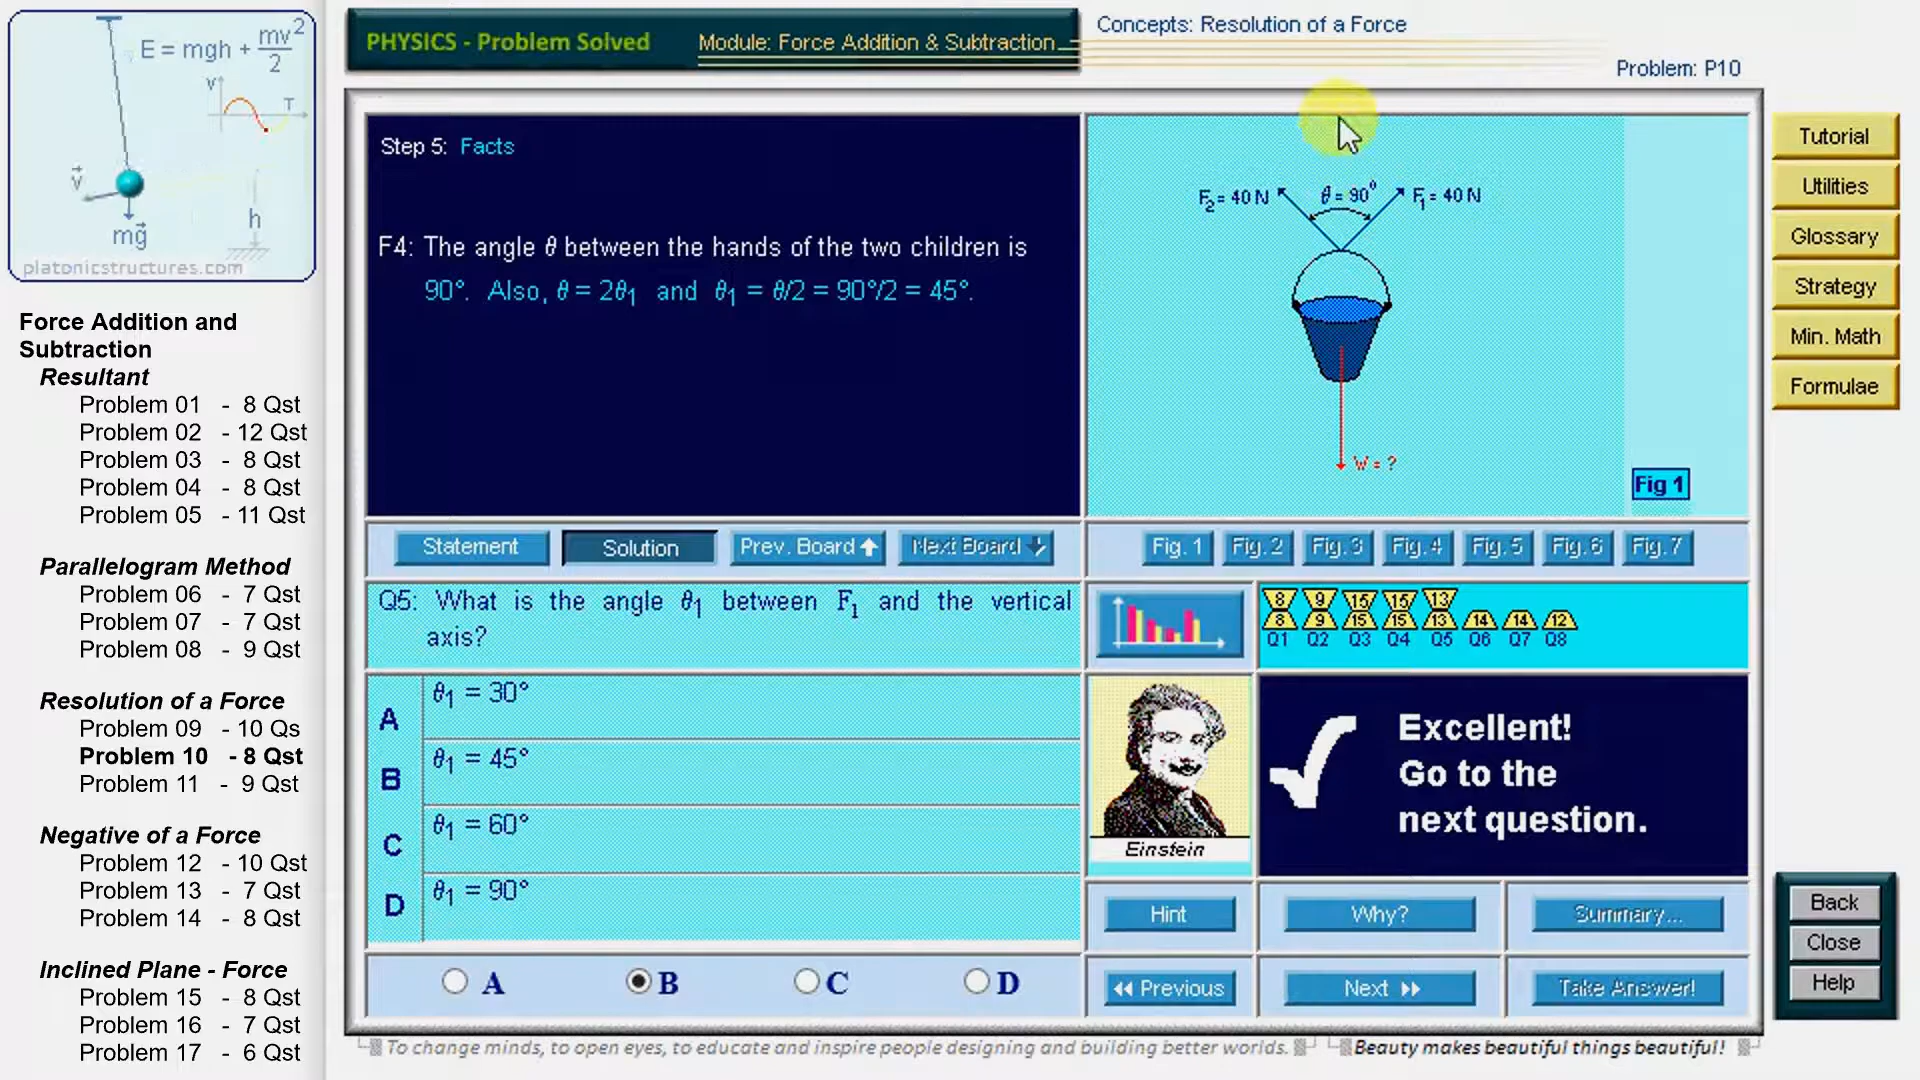 E = mgh + mv²/2
v
T
v⃗
h
mg⃗
platonicstructures.com
Force Addition and
Subtraction
Resultant
Problem 01 - 8 Qst
Problem 02 - 12 Qst
Problem 03 - 8 Qst
Problem 04 - 8 Qst
Problem 05 - 11 Qst
Parallelogram Method
Problem 06 - 7 Qst
Problem 07 - 7 Qst
Problem 08 - 9 Qst
Resolution of a Force
Problem 09 - 10 Qs
Problem 10 - 8 Qst
Problem 11 - 9 Qst
Negative of a Force
Problem 12 - 10 Qst
Problem 13 - 7 Qst
Problem 14 - 8 Qst
Inclined Plane - Force
Problem 15 - 8 Qst
Problem 16 - 7 Qst
Problem 17 - 6 Qst
PHYSICS - Problem Solved
Module: Force Addition & Subtraction
Concepts: Resolution of a Force
Problem: P10
Step 5: Facts
F4: The angle θ between the hands of the two children is
90°. Also, θ = 2θ₁ and θ₁ = θ/2 = 90°/2 = 45°.
F₂ = 40 N θ = 90° F₁ = 40 N
W = ?
Fig 1
Statement
Solution
Prev. Board
Next Board
Fig. 1 Fig. 2 Fig. 3 Fig. 4 Fig. 5 Fig. 6 Fig. 7
Q5: What is the angle θ₁ between F₁ and the vertical
axis?
8 9 15 15 13
8 9 15 15 13 14 14 12
Q1 Q2 Q3 Q4 Q5 Q6 Q7 Q8
A θ₁ = 30°
B θ₁ = 45°
C θ₁ = 60°
D θ₁ = 90°
A B C D
Einstein
Excellent!
Go to the
next question.
Hint
Why?
Summary...
Previous
Next
Take Answer!
Tutorial
Utilities
Glossary
Strategy
Min. Math
Formulae
Back
Close
Help
To change minds, to open eyes, to educate and inspire people designing and building better worlds.
Beauty makes beautiful things beautiful!